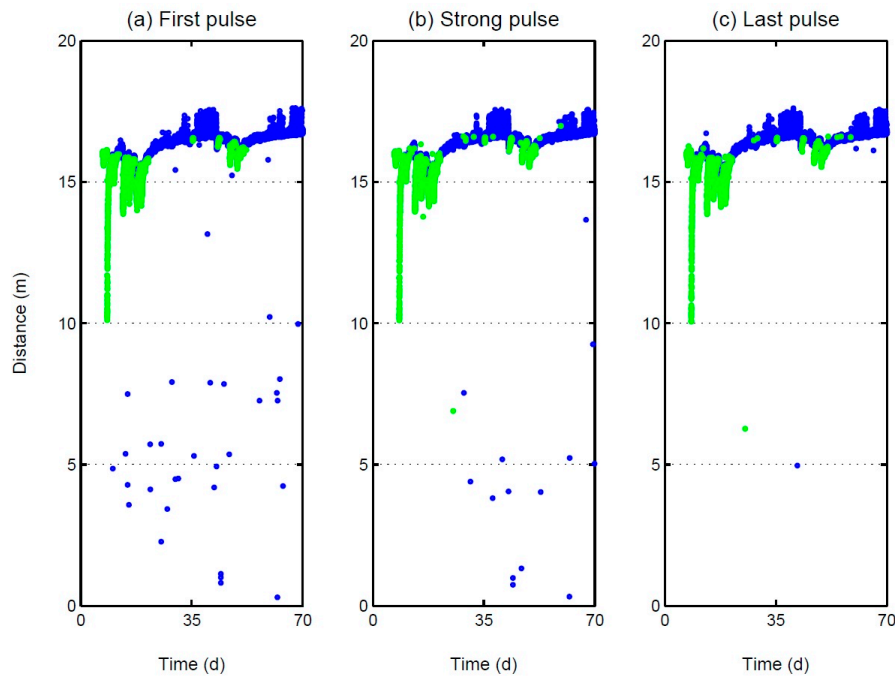 (a) First pulse (b) Strong pulse (c) Last pulse
20 20 20
15 15 15
Distance (m)
10 10 10
5 5 5
0 0 0
0 35 70 0 35 70 0 35 70
Time (d) Time (d) Time (d)